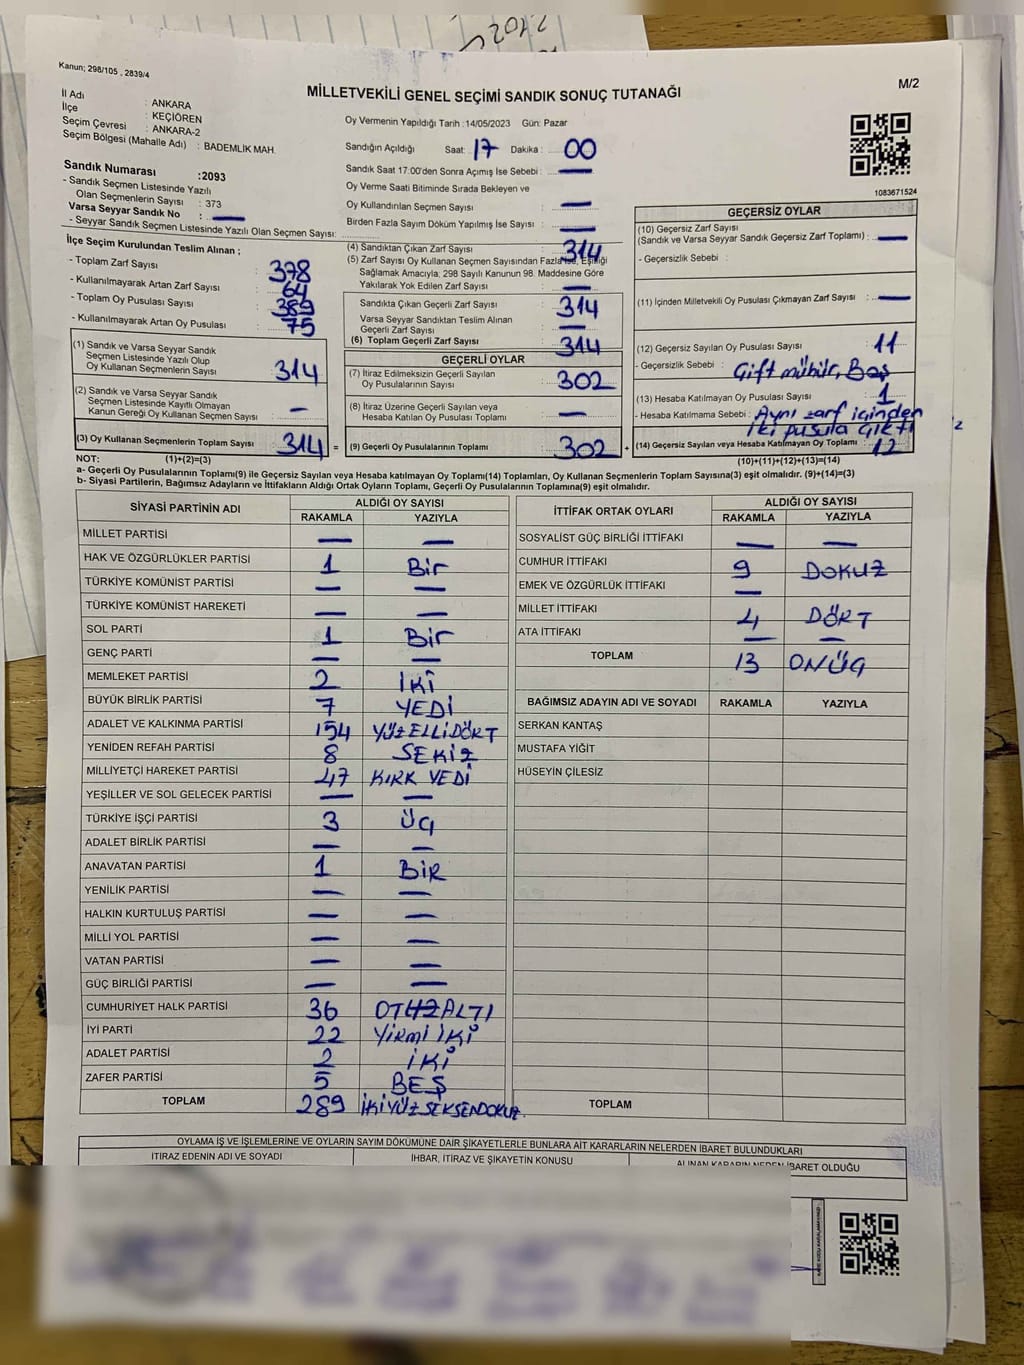 2022
Kanun; 298/105 , 2839/4
M/2
MİLLETVEKİLİ GENEL SEÇİMİ SANDIK SONUÇ TUTANAĞI
İl Adı : ANKARA
İlçe : KEÇİÖREN
Seçim Çevresi : ANKARA-2
Seçim Bölgesi (Mahalle Adı) : BADEMLİK MAH.
Sandık Numarası :2093
- Sandık Seçmen Listesinde Yazılı
Olan Seçmenlerin Sayısı : 373
Varsa Seyyar Sandık No : —
- Seyyar Sandık Seçmen Listesinde Yazılı Olan Seçmen Sayısı:
İlçe Seçim Kurulundan Teslim Alınan ;
- Toplam Zarf Sayısı : 378
- Kullanılmayarak Artan Zarf Sayısı : 64
- Toplam Oy Pusulası Sayısı : 389
- Kullanılmayarak Artan Oy Pusulası : 75
(1) Sandık ve Varsa Seyyar Sandık
Seçmen Listesinde Yazılı Olup
Oy Kullanan Seçmenlerin Sayısı : 314
(2) Sandık ve Varsa Seyyar Sandık
Seçmen Listesinde Kayıtlı Olmayan
Kanun Gereği Oy Kullanan Seçmen Sayısı : —
(3) Oy Kullanan Seçmenlerin Toplam Sayısı : 314 =
Oy Vermenin Yapıldığı Tarih :14/05/2023 Gün: Pazar
Sandığın Açıldığı Saat: 17 Dakika : 00
Sandık Saat 17.00'den Sonra Açımış İse Sebebi : —
Oy Verme Saati Bitiminde Sırada Bekleyen ve
Oy Kullandırılan Seçmen Sayısı : —
Birden Fazla Sayım Döküm Yapılmış İse Sayısı : —
(4) Sandıktan Çıkan Zarf Sayısı : 314
(5) Zarf Sayısı Oy Kullanan Seçmen Sayısından Fazla ise, Eşitliği
Sağlamak Amacıyla; 298 Sayılı Kanunun 98. Maddesine Göre
Yakılarak Yok Edilen Zarf Sayısı : —
Sandıkta Çıkan Geçerli Zarf Sayısı : 314
Varsa Seyyar Sandıktan Teslim Alınan
Geçerli Zarf Sayısı : —
(6) Toplam Geçerli Zarf Sayısı : 314
GEÇERLİ OYLAR
(7) İtiraz Edilmeksizin Geçerli Sayılan
Oy Pusulalarının Sayısı : 302
(8) İtiraz Üzerine Geçerli Sayılan veya
Hesaba Katılan Oy Pusulası Toplamı : —
(9) Geçerli Oy Pusulalarının Toplamı : 302 +
1083671524
GEÇERSİZ OYLAR
(10) Geçersiz Zarf Sayısı
(Sandık ve Varsa Seyyar Sandık Geçersiz Zarf Toplamı) : —
- Geçersizlik Sebebi :
(11) İçinden Milletvekili Oy Pusulası Çıkmayan Zarf Sayısı : —
(12) Geçersiz Sayılan Oy Pusulası Sayısı : 11
- Geçersizlik Sebebi : Çift mühür, Boş
(13) Hesaba Katılmayan Oy Pusulası Sayısı : 1
- Hesaba Katılmama Sebebi : Aynı zarf içinden
iki pusula çıktı
(14) Geçersiz Sayılan veya Hesaba Katılmayan Oy Toplamı : 12
NOT: (1)+(2)=(3) (10)+(11)+(12)+(13)=(14)
a- Geçerli Oy Pusulalarının Toplamı(9) ile Geçersiz Sayılan veya Hesaba katılmayan Oy Toplamı(14) Toplamları, Oy Kullanan Seçmenlerin Toplam Sayısına(3) eşit olmalıdır. (9)+(14)=(3)
b- Siyasi Partilerin, Bağımsız Adayların ve İttifakların Aldığı Ortak Oyların Toplamı, Geçerli Oy Pusulalarının Toplamına(9) eşit olmalıdır.
SİYASİ PARTİNİN ADI ALDIĞI OY SAYISI
RAKAMLA YAZIYLA
MİLLET PARTİSİ — —
HAK VE ÖZGÜRLÜKLER PARTİSİ 1 Bir
TÜRKİYE KOMÜNİST PARTİSİ — —
TÜRKİYE KOMÜNİST HAREKETİ — —
SOL PARTİ 1 Bir
GENÇ PARTİ — —
MEMLEKET PARTİSİ 2 İKİ
BÜYÜK BİRLİK PARTİSİ 7 YEDİ
ADALET VE KALKINMA PARTİSİ 154 YÜZELLİDÖRT
YENİDEN REFAH PARTİSİ 8 SEKİZ
MİLLİYETÇİ HAREKET PARTİSİ 47 KIRK YEDİ
YEŞİLLER VE SOL GELECEK PARTİSİ — —
TÜRKİYE İŞÇİ PARTİSİ 3 ÜÇ
ADALET BİRLİK PARTİSİ — —
ANAVATAN PARTİSİ 1 BİR
YENİLİK PARTİSİ — —
HALKIN KURTULUŞ PARTİSİ — —
MİLLİ YOL PARTİSİ — —
VATAN PARTİSİ — —
GÜÇ BİRLİĞİ PARTİSİ — —
CUMHURİYET HALK PARTİSİ 36 OTUZALTI
İYİ PARTİ 22 YİRMİ İKİ
ADALET PARTİSİ 2 İKİ
ZAFER PARTİSİ 5 BEŞ
TOPLAM 289 İKİYÜZSEKSENDOKUZ
İTTİFAK ORTAK OYLARI ALDIĞI OY SAYISI
RAKAMLA YAZIYLA
SOSYALİST GÜÇ BİRLİĞİ İTTİFAKI — —
CUMHUR İTTİFAKI 9 DOKUZ
EMEK VE ÖZGÜRLÜK İTTİFAKI —
MİLLET İTTİFAKI 4 DÖRT
ATA İTTİFAKI — —
TOPLAM 13 ONÜÇ
BAĞIMSIZ ADAYIN ADI VE SOYADI RAKAMLA YAZIYLA
SERKAN KANTAŞ
MUSTAFA YİĞİT
HÜSEYİN ÇİLESİZ
TOPLAM
OYLAMA İŞ VE İŞLEMLERİNE VE OYLARIN SAYIM DÖKÜMÜNE DAİR ŞİKAYETLERLE BUNLARA AİT KARARLARIN NELERDEN İBARET BULUNDUKLARI
İTİRAZ EDENİN ADI VE SOYADI İHBAR, İTİRAZ VE ŞİKAYETİN KONUSU ALINAN KARARIN NEDEN İBARET OLDUĞU